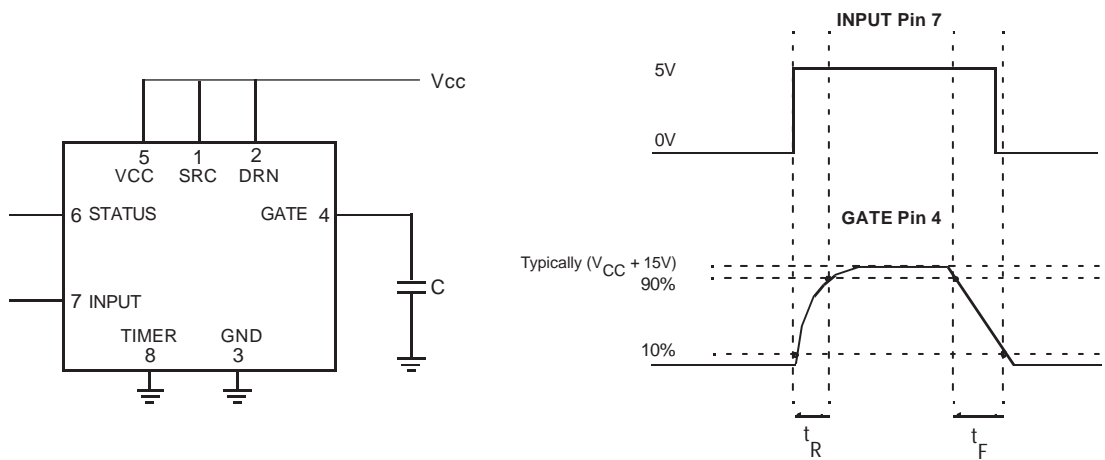 Vcc
5 1 2
VCC SRC DRN
6 STATUS GATE 4
C
7 INPUT
TIMER GND
8 3
INPUT Pin 7
5V
0V
GATE Pin 4
Typically (VCC + 15V)
90%
10%
tR tF